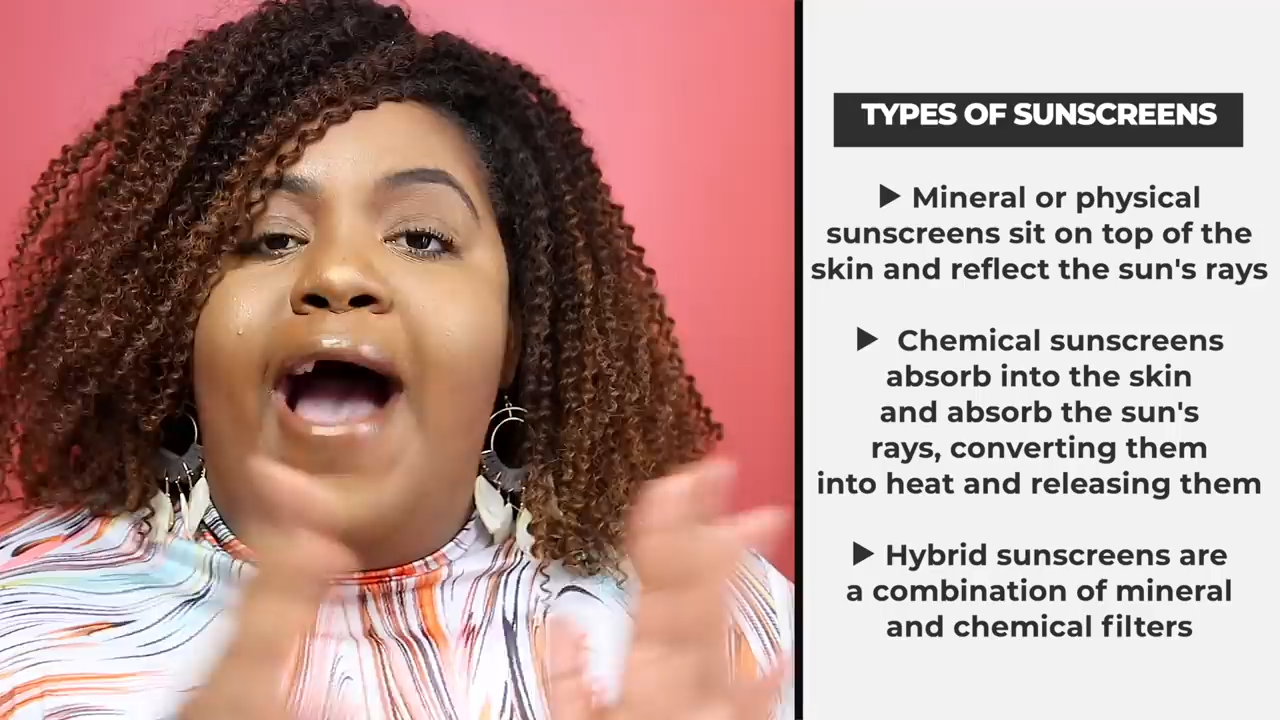 TYPES OF SUNSCREENS
▶ Mineral or physical
sunscreens sit on top of the
skin and reflect the sun's rays
▶ Chemical sunscreens
absorb into the skin
and absorb the sun's
rays, converting them
into heat and releasing them
▶ Hybrid sunscreens are
a combination of mineral
and chemical filters